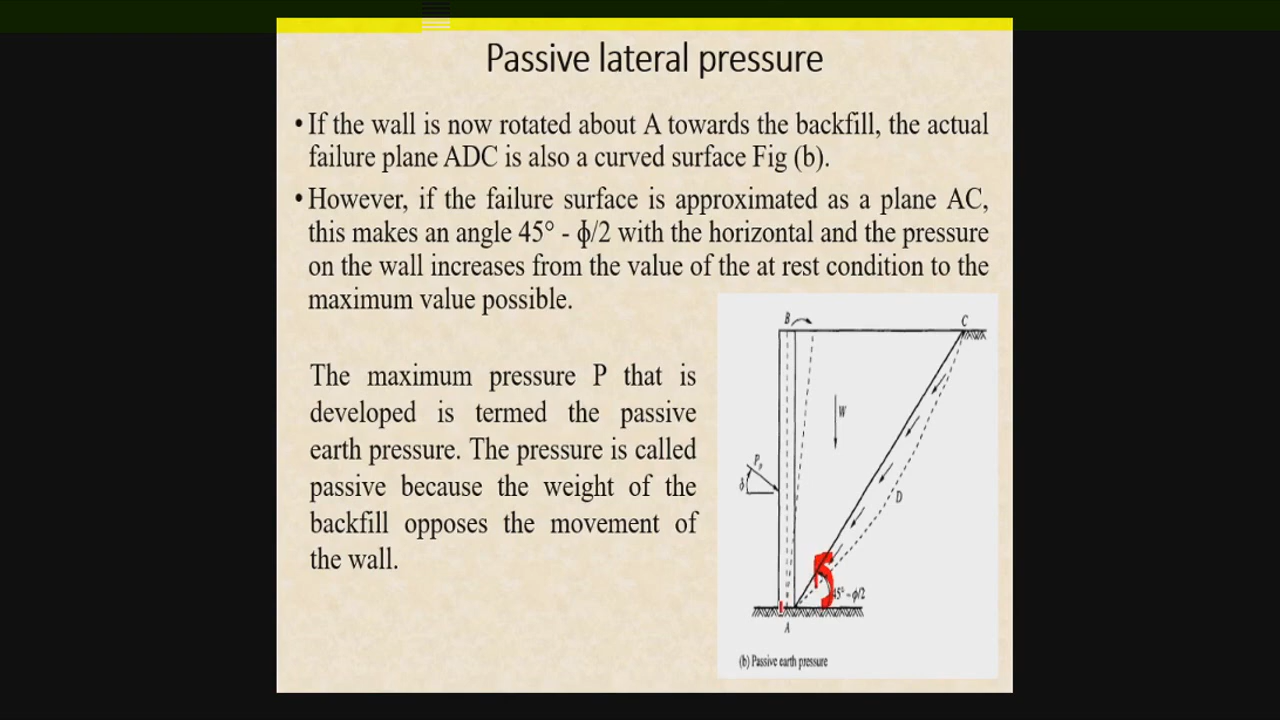 Passive lateral pressure
• If the wall is now rotated about A towards the backfill, the actual
failure plane ADC is also a curved surface Fig (b).
• However, if the failure surface is approximated as a plane AC,
this makes an angle 45° - ϕ/2 with the horizontal and the pressure
on the wall increases from the value of the at rest condition to the
maximum value possible.
The maximum pressure P that is
developed is termed the passive
earth pressure. The pressure is called
passive because the weight of the
backfill opposes the movement of
the wall.
B
C
W
Pp
δ
D
45° - ϕ/2
A
(b) Passive earth pressure